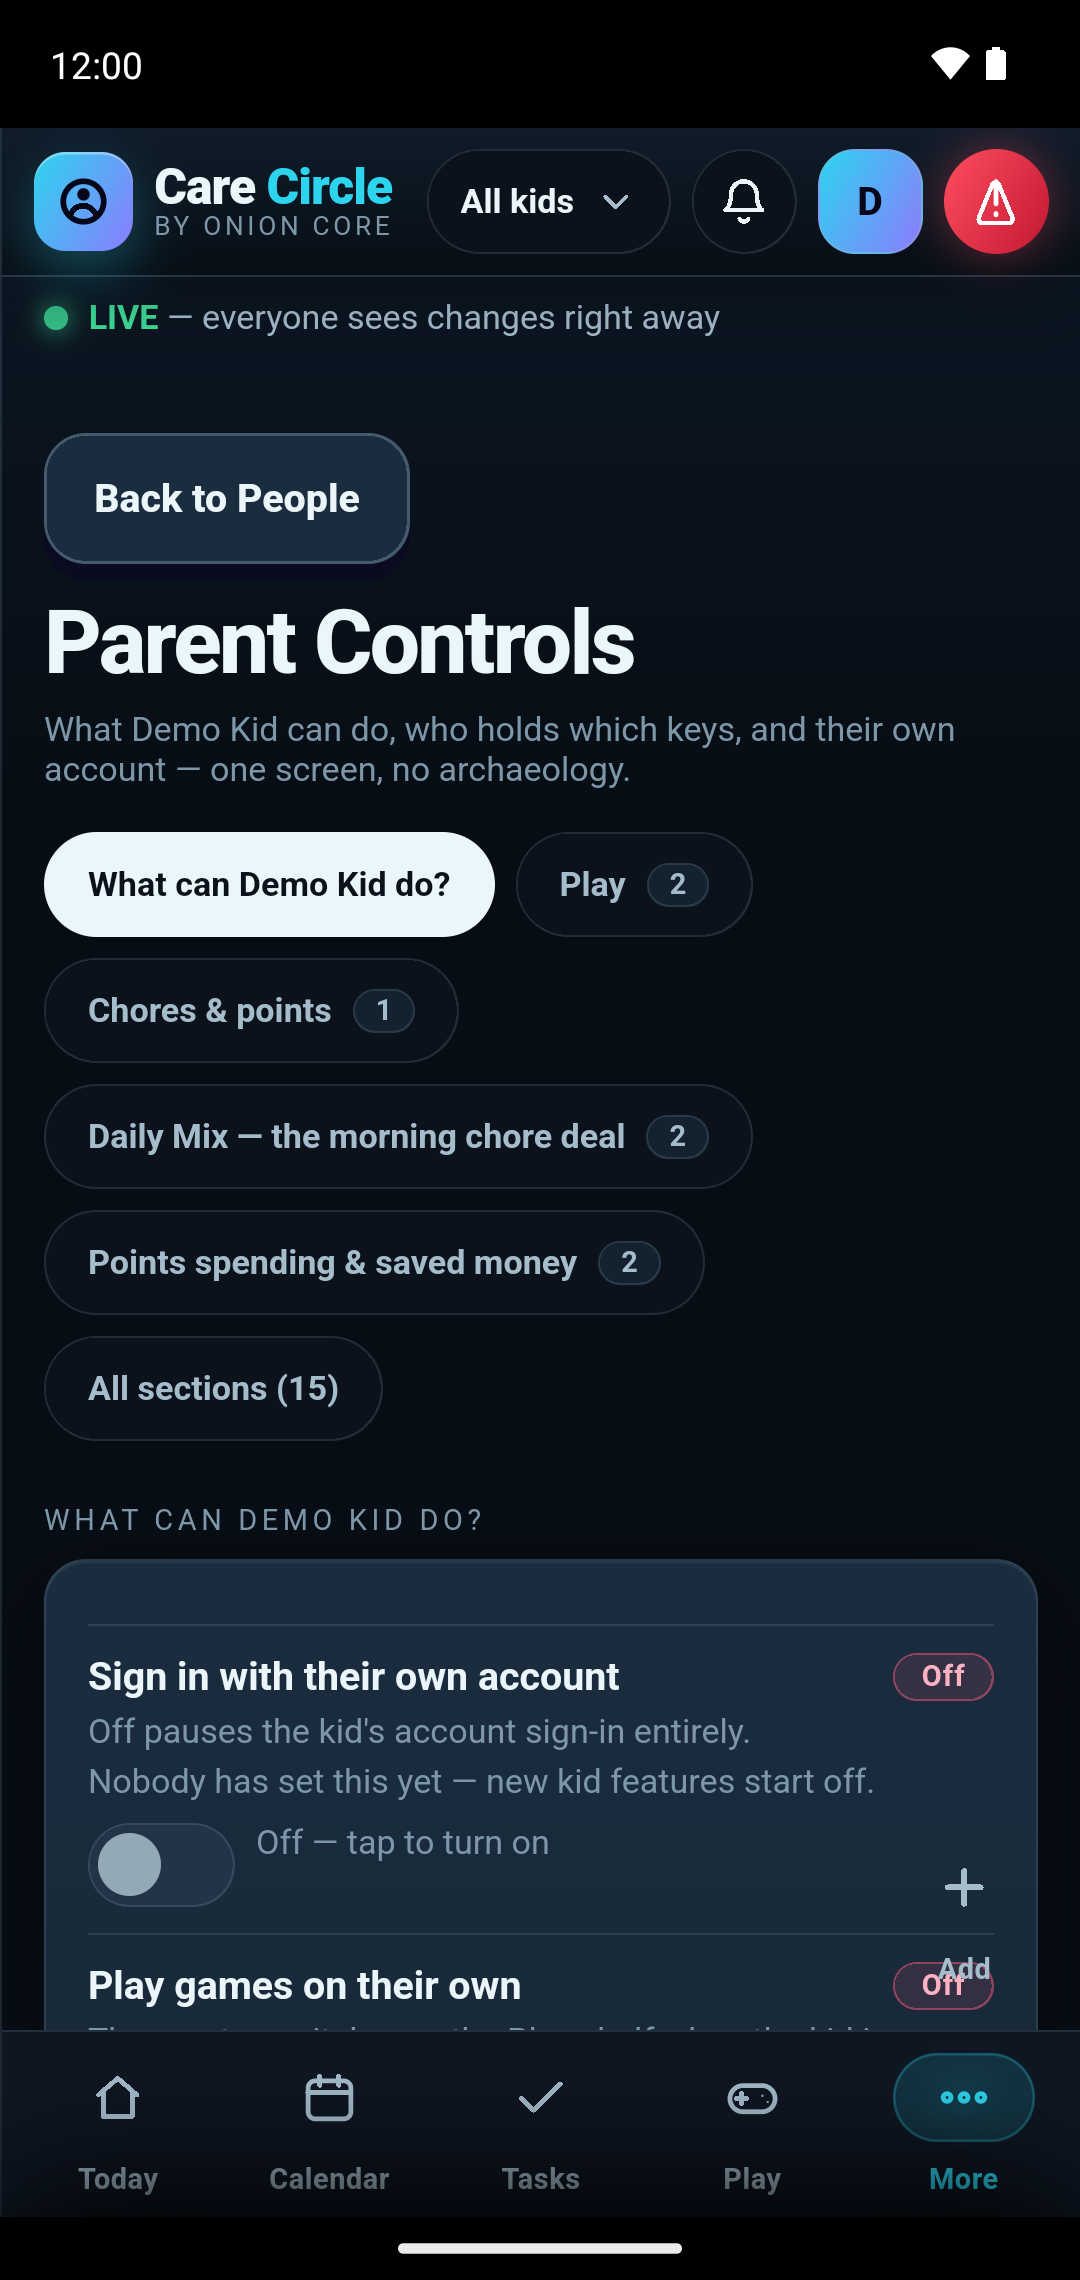 12:00
Care Circle
BY ONION CORE
All kids
D
LIVE — everyone sees changes right away
Back to People
Parent Controls
What Demo Kid can do, who holds which keys, and their own
account — one screen, no archaeology.
What can Demo Kid do?
Play 2
Chores & points 1
Daily Mix — the morning chore deal 2
Points spending & saved money 2
All sections (15)
WHAT CAN DEMO KID DO?
Sign in with their own account Off
Off pauses the kid's account sign-in entirely.
Nobody has set this yet — new kid features start off.
Off — tap to turn on
Add
Play games on their own Off
Today
Calendar
Tasks
Play
More